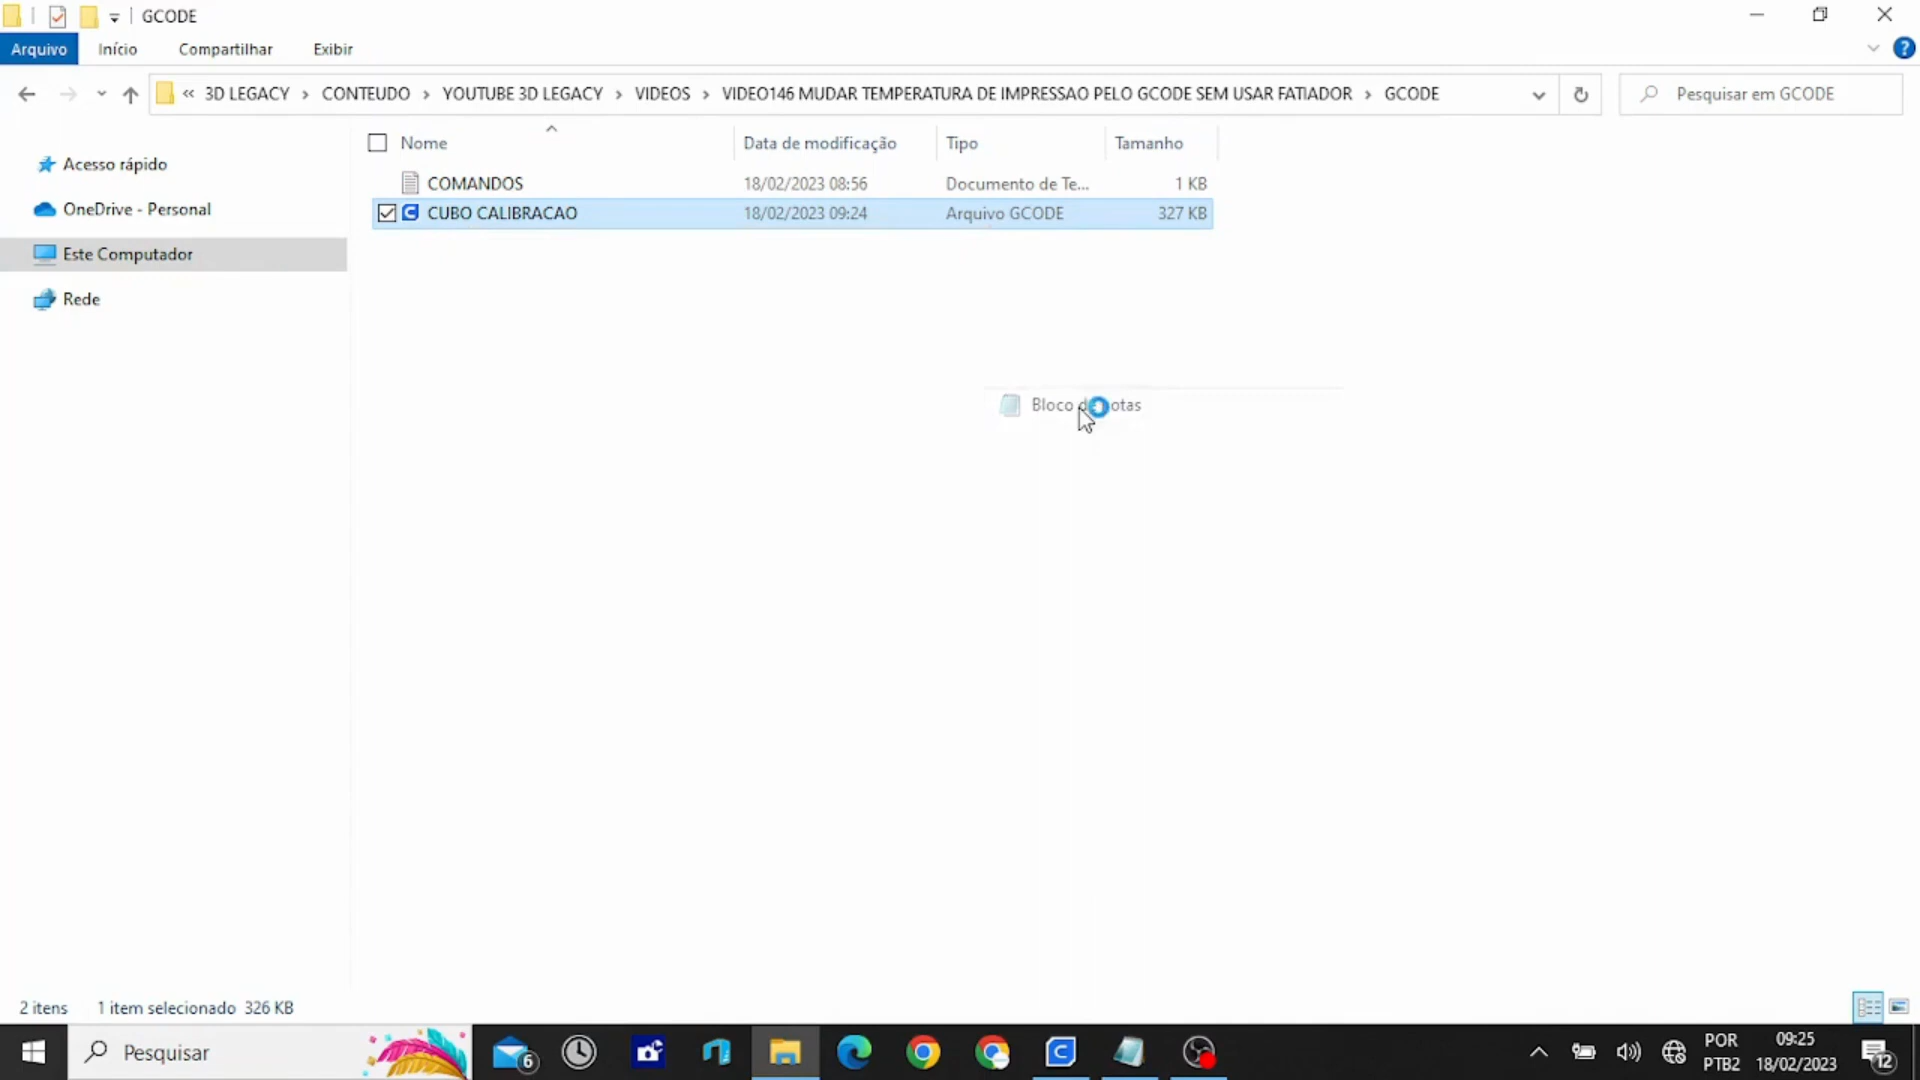 GCODE
Arquivo Início Compartilhar Exibir
« 3D LEGACY › CONTEUDO › YOUTUBE 3D LEGACY › VIDEOS › VIDEO146 MUDAR TEMPERATURA DE IMPRESSAO PELO GCODE SEM USAR FATIADOR › GCODE
Pesquisar em GCODE
Nome Data de modificação Tipo Tamanho
COMANDOS 18/02/2023 08:56 Documento de Te... 1 KB
CUBO CALIBRACAO 18/02/2023 09:24 Arquivo GCODE 327 KB
Acesso rápido
OneDrive - Personal
Este Computador
Rede
Bloco de notas
2 itens 1 item selecionado 326 KB
Pesquisar
6
POR
PTB2
09:25
18/02/2023
12